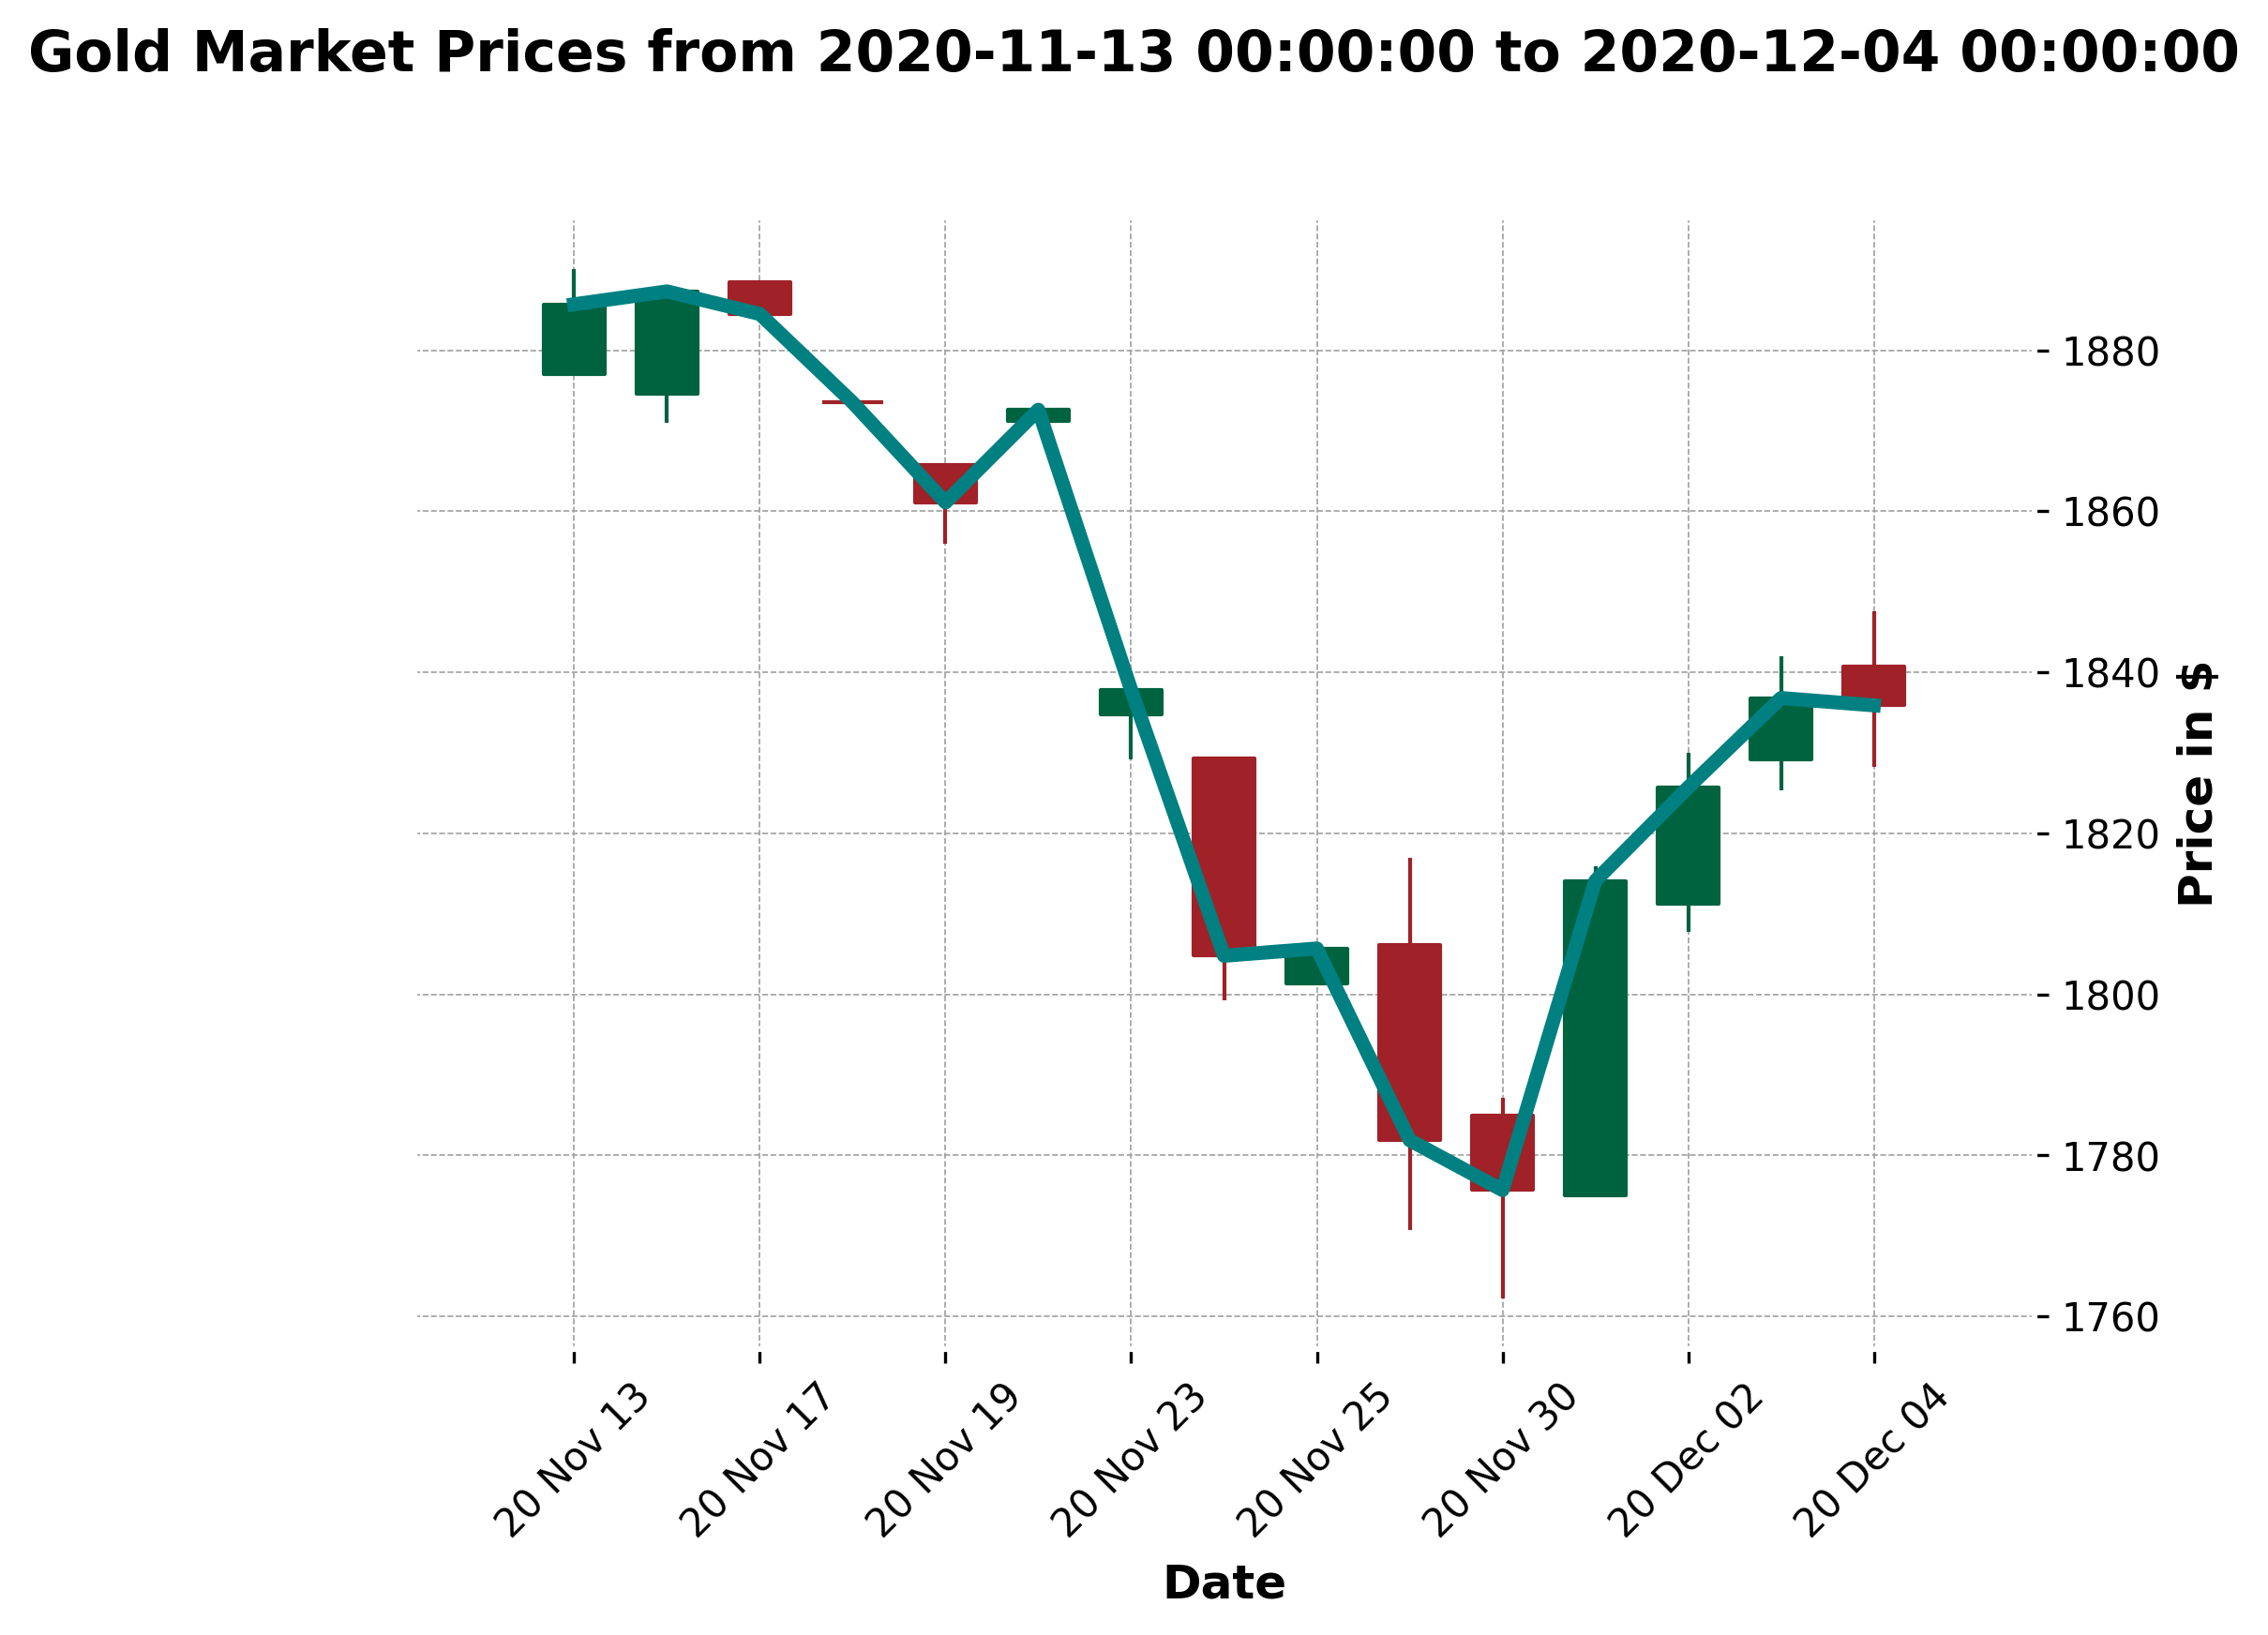 Gold Market Prices from 2020-11-13 00:00:00 to 2020-12-04 00:00:00
1880
1860
1840
1820
1800
1780
1760
Price in $
20 Nov 13
20 Nov 17
20 Nov 19
20 Nov 23
20 Nov 25
20 Nov 30
20 Dec 02
20 Dec 04
Date